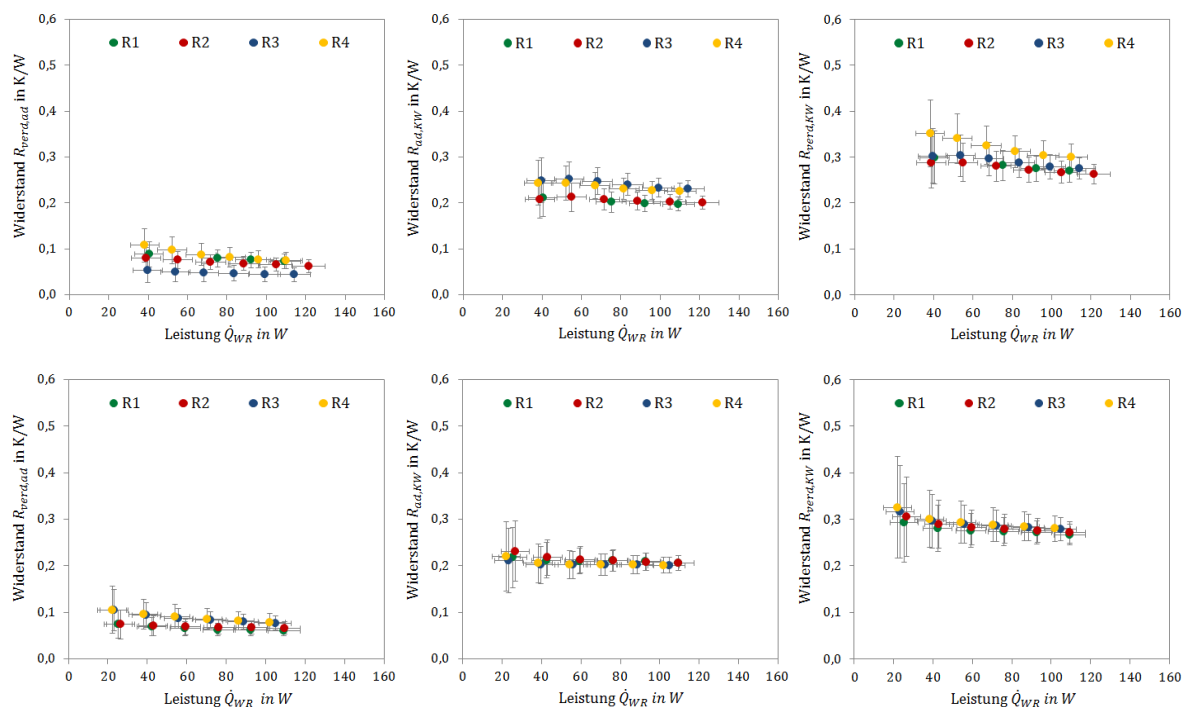 Widerstand R_verd,ad in K/W
0,6
0,5
0,4
0,3
0,2
0,1
0,0
R1 R2 R3 R4
0 20 40 60 80 100 120 140 160
Leistung Q̇_WR in W
Widerstand R_ad,KW in K/W
0,6
0,5
0,4
0,3
0,2
0,1
0,0
R1 R2 R3 R4
0 20 40 60 80 100 120 140 160
Leistung Q̇_WR in W
Widerstand R_verd,KW in K/W
0,6
0,5
0,4
0,3
0,2
0,1
0,0
R1 R2 R3 R4
0 20 40 60 80 100 120 140 160
Leistung Q̇_WR in W
Widerstand R_verd,ad in K/W
0,6
0,5
0,4
0,3
0,2
0,1
0,0
R1 R2 R3 R4
0 20 40 60 80 100 120 140 160
Leistung Q̇_WR in W
Widerstand R_ad,KW in K/W
0,6
0,5
0,4
0,3
0,2
0,1
0,0
R1 R2 R3 R4
0 20 40 60 80 100 120 140 160
Leistung Q̇_WR in W
Widerstand R_verd,KW in K/W
0,6
0,5
0,4
0,3
0,2
0,1
0,0
R1 R2 R3 R4
0 20 40 60 80 100 120 140 160
Leistung Q̇_WR in W